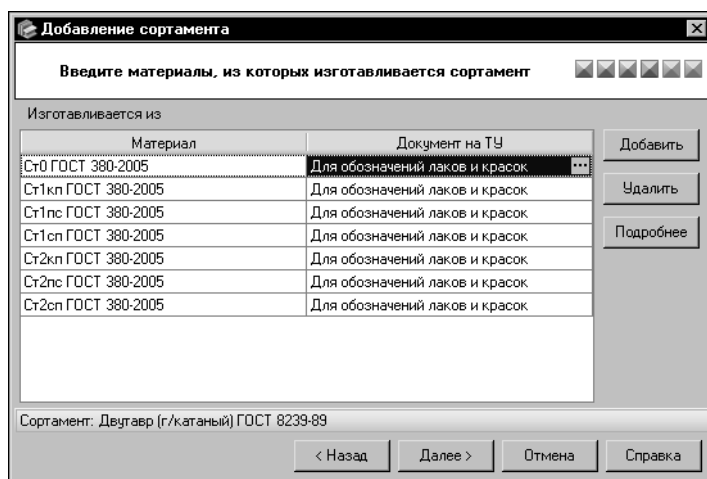 Добавление сортамента
Введите материалы, из которых изготавливается сортамент
Изготавливается из
Материал Документ на ТУ
Добавить
Ст0 ГОСТ 380-2005 Для обозначений лаков и красок ...
Ст1кп ГОСТ 380-2005 Для обозначений лаков и красок
Удалить
Ст1пс ГОСТ 380-2005 Для обозначений лаков и красок
Ст1сп ГОСТ 380-2005 Для обозначений лаков и красок
Подробнее
Ст2кп ГОСТ 380-2005 Для обозначений лаков и красок
Ст2пс ГОСТ 380-2005 Для обозначений лаков и красок
Ст2сп ГОСТ 380-2005 Для обозначений лаков и красок
Сортамент: Двутавр (г/катаный) ГОСТ 8239-89
< Назад Далее > Отмена Справка